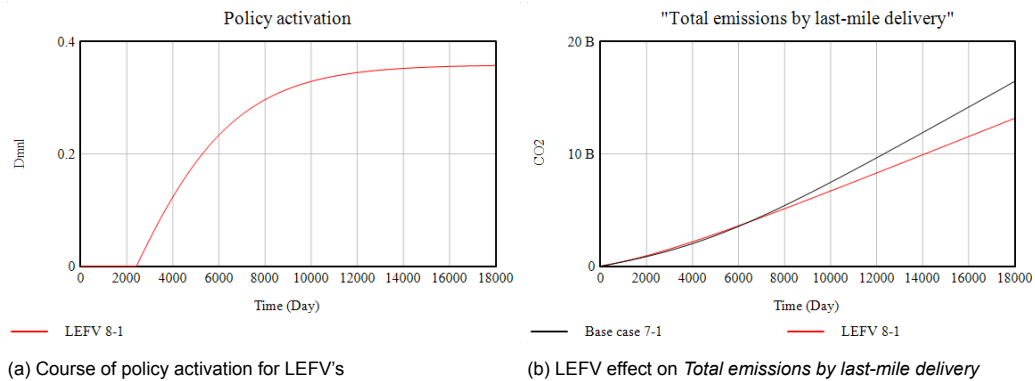 Policy activation
0.4
0.2
0
Dmnl
0 2000 4000 6000 8000 10000 12000 14000 16000 18000
Time (Day)
LEFV 8-1
(a) Course of policy activation for LEFV's
"Total emissions by last-mile delivery"
20 B
10 B
0
CO2
0 2000 4000 6000 8000 10000 12000 14000 16000 18000
Time (Day)
Base case 7-1 LEFV 8-1
(b) LEFV effect on Total emissions by last-mile delivery